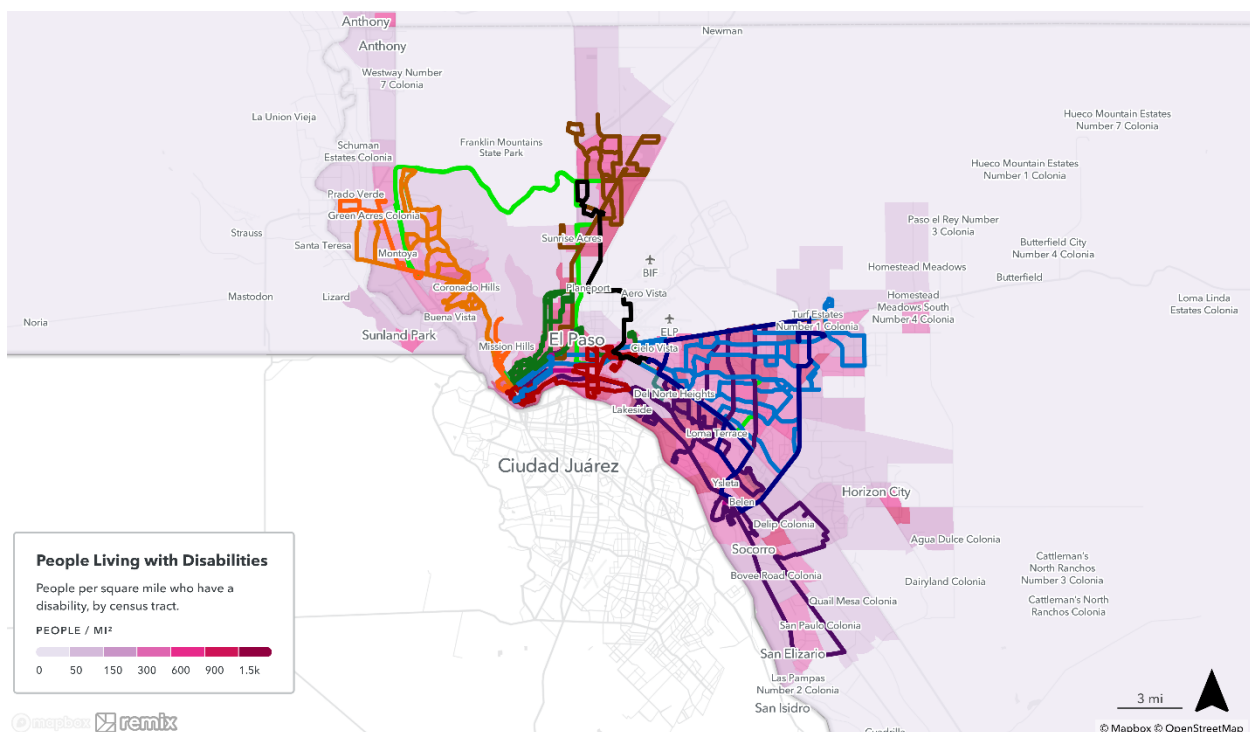 Anthony
Anthony
Newman
Westway Number
7 Colonia
La Union Vieja
Hueco Mountain Estates
Number 7 Colonia
Franklin Mountains
State Park
Schuman
Estates Colonia
Hueco Mountain Estates
Number 1 Colonia
Prado Verde
Green Acres Colonia
Paso el Rey Number
3 Colonia
Strauss
Santa Teresa
Sunrise Acres
Butterfield City
Number 4 Colonia
Montoya
BIF
Homestead Meadows
Butterfield
Coronado Hills
Planeport
Aero Vista
Mastodon
Lizard
Homestead
Meadows South
Number 4 Colonia
Loma Linda
Estates Colonia
Buena Vista
Noria
Turf Estates
Number 1 Colonia
Sunland Park
ELP
El Paso
Mission Hills
Cielo Vista
Del Norte Heights
Lakeside
Loma Terrace
Ciudad Juárez
Ysleta
Horizon City
Belen
Delip Colonia
Agua Dulce Colonia
Socorro
Cattleman's
North Ranchos
Number 3 Colonia
Bovee Road Colonia
Dairyland Colonia
Quail Mesa Colonia
Cattleman's North
Ranchos Colonia
San Paulo Colonia
San Elizario
Las Pampas
Number 2 Colonia
San Isidro
People Living with Disabilities
People per square mile who have a
disability, by census tract.
PEOPLE / MI²
0 50 150 300 600 900 1.5k
3 mi
mapbox remix
© Mapbox © OpenStreetMap